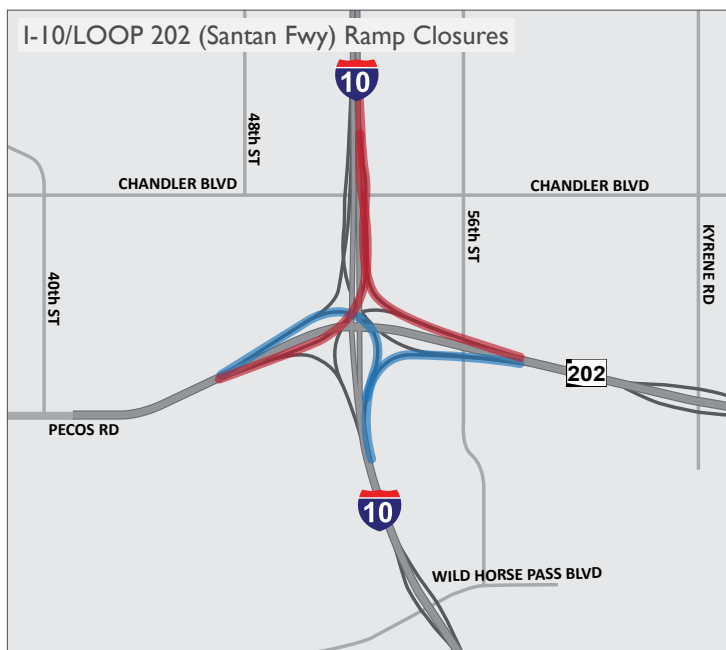 I-10/LOOP 202 (Santan Fwy) Ramp Closures
10
48th ST
CHANDLER BLVD
CHANDLER BLVD
56th ST
KYRENE RD
40th ST
202
PECOS RD
10
WILD HORSE PASS BLVD